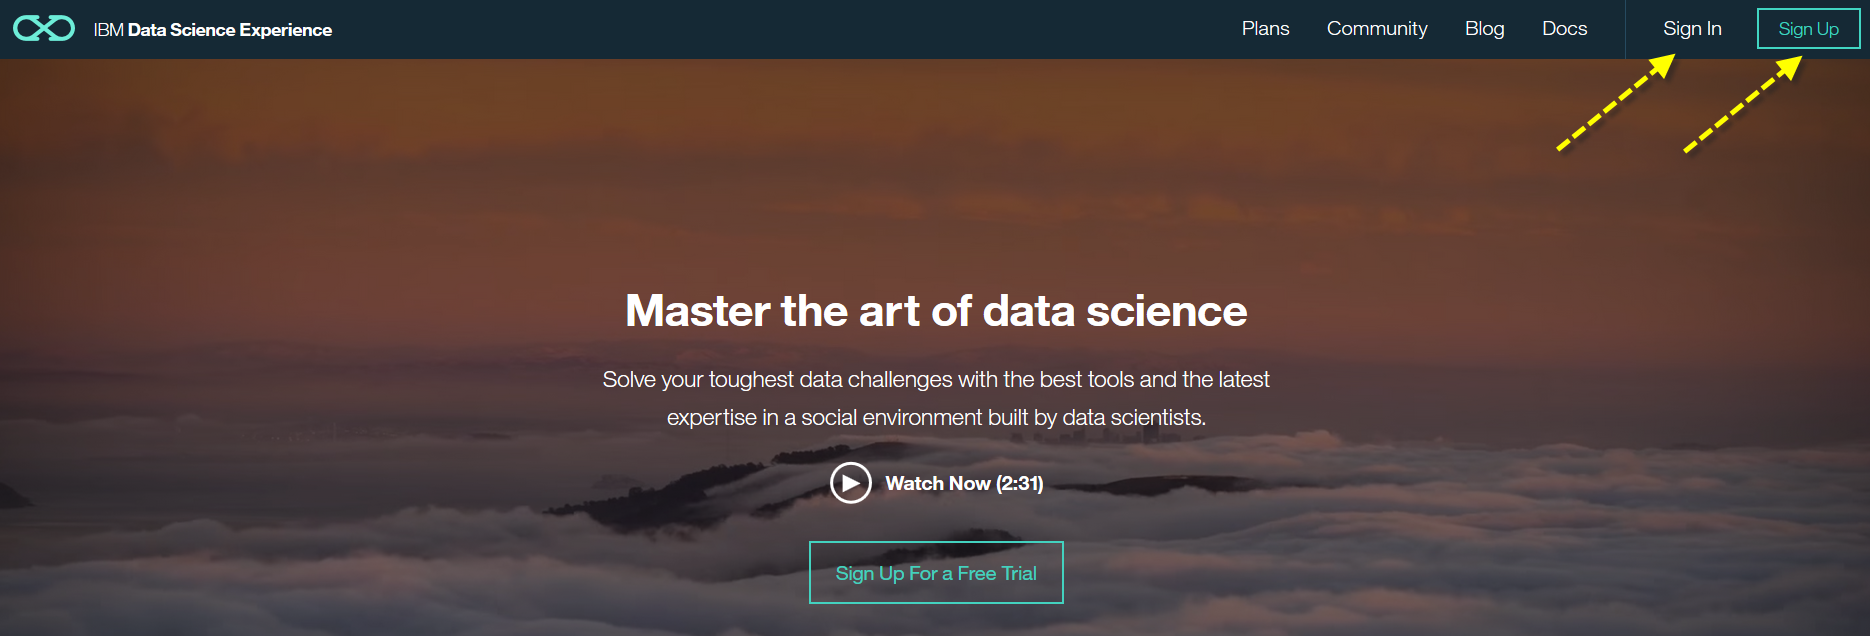 IBM Data Science Experience
Plans
Community
Blog
Docs
Sign In
Sign Up
Master the art of data science
Solve your toughest data challenges with the best tools and the latest
expertise in a social environment built by data scientists.
Watch Now (2:31)
Sign Up For a Free Trial